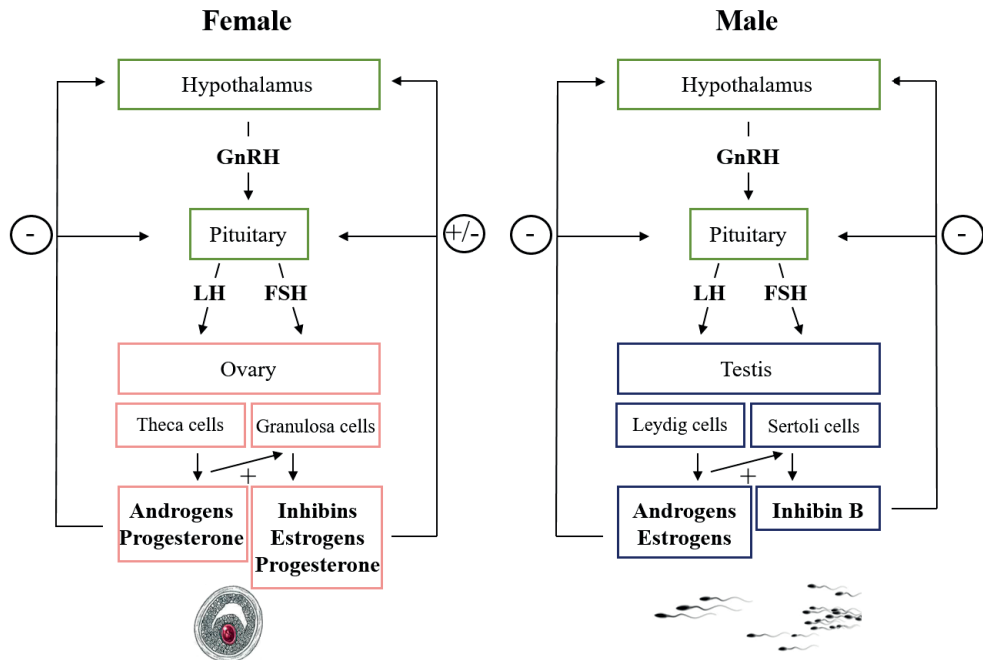 Female
Hypothalamus
GnRH
-
+/-
Pituitary
LH FSH
Ovary
Theca cells Granulosa cells
+
Androgens
Progesterone
Inhibins
Estrogens
Progesterone
Male
Hypothalamus
GnRH
-
-
Pituitary
LH FSH
Testis
Leydig cells Sertoli cells
+
Androgens
Estrogens
Inhibin B